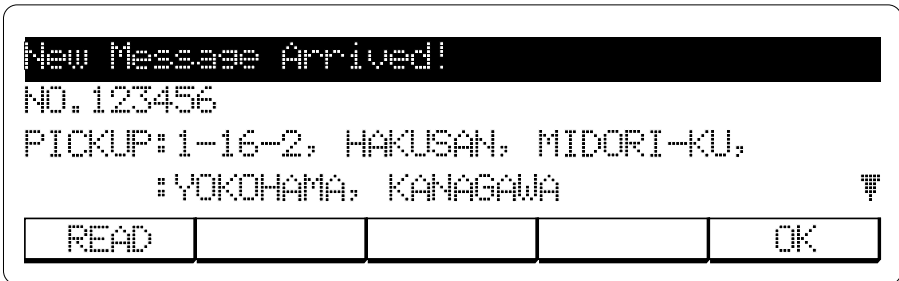 New Message Arrived!
NO.123456
PICKUP:1-16-2, HAKUSAN, MIDORI-KU,
:YOKOHAMA, KANAGAWA
READ OK